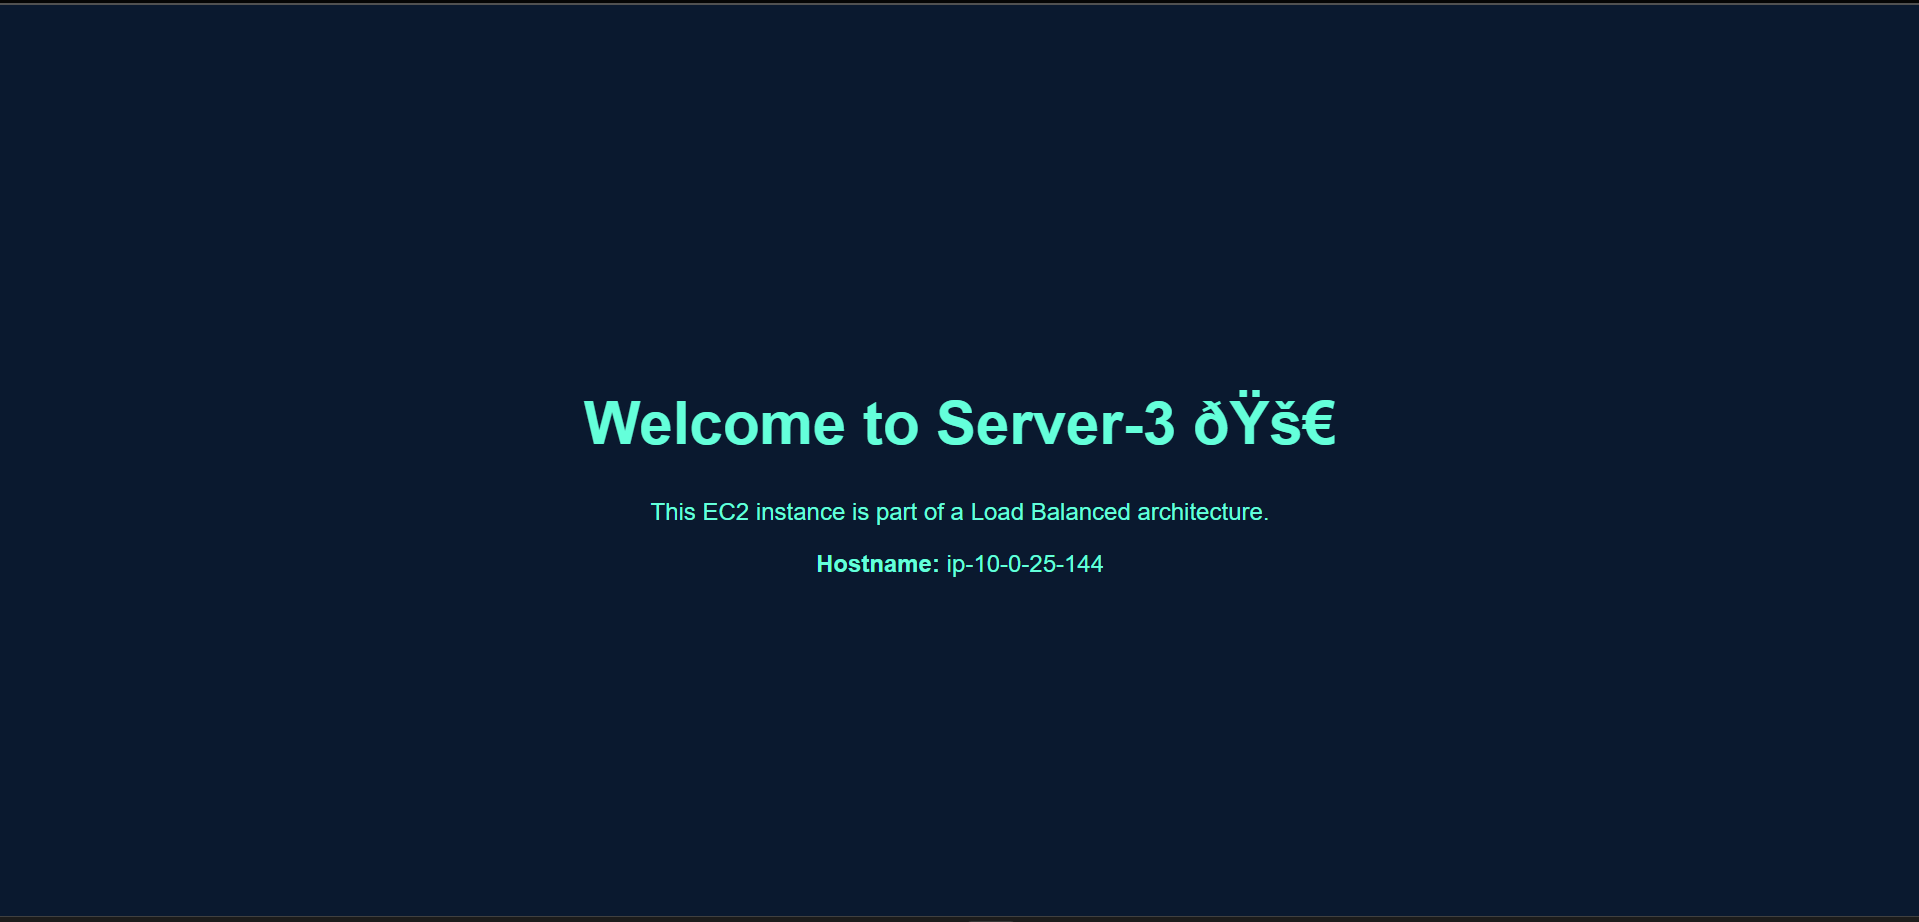 Welcome to Server-3 ðŸš€
This EC2 instance is part of a Load Balanced architecture.
Hostname: ip-10-0-25-144